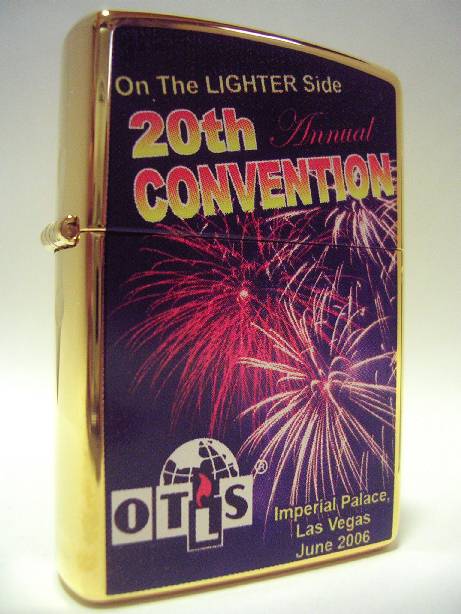 On The LIGHTER Side
20th Annual
CONVENTION
OTLS®
Imperial Palace,
Las Vegas
June 2006